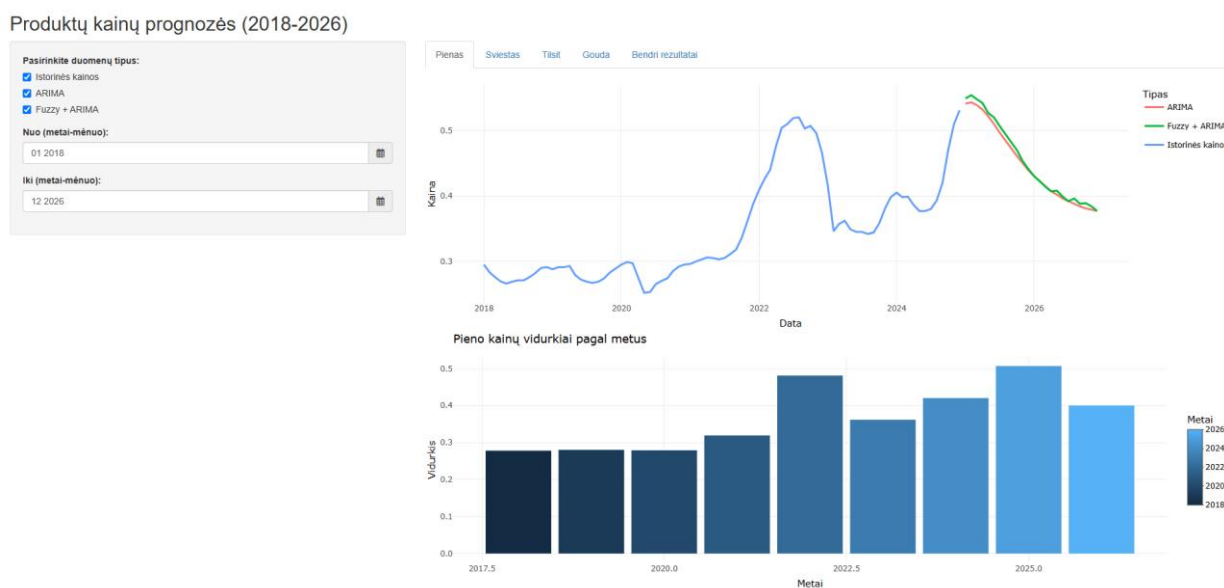 Produktų kainų prognozės (2018-2026)
Pasirinkite duomenų tipus:
Istorinės kainos
ARIMA
Fuzzy + ARIMA
Nuo (metai-mėnuo):
01 2018
Iki (metai-mėnuo):
12 2026
Pienas Sviestas Tilsit Gouda Bendri rezultatai
Kaina
0.5
0.4
0.3
2018 2020 2022 2024 2026
Data
Tipas
ARIMA
Fuzzy + ARIMA
Istorinės kaino
Pieno kainų vidurkiai pagal metus
Vidurkis
0.5
0.4
0.3
0.2
0.1
0.0
2017.5 2020.0 2022.5 2025.0
Metai
Metai
2026
2024
2022
2020
2018